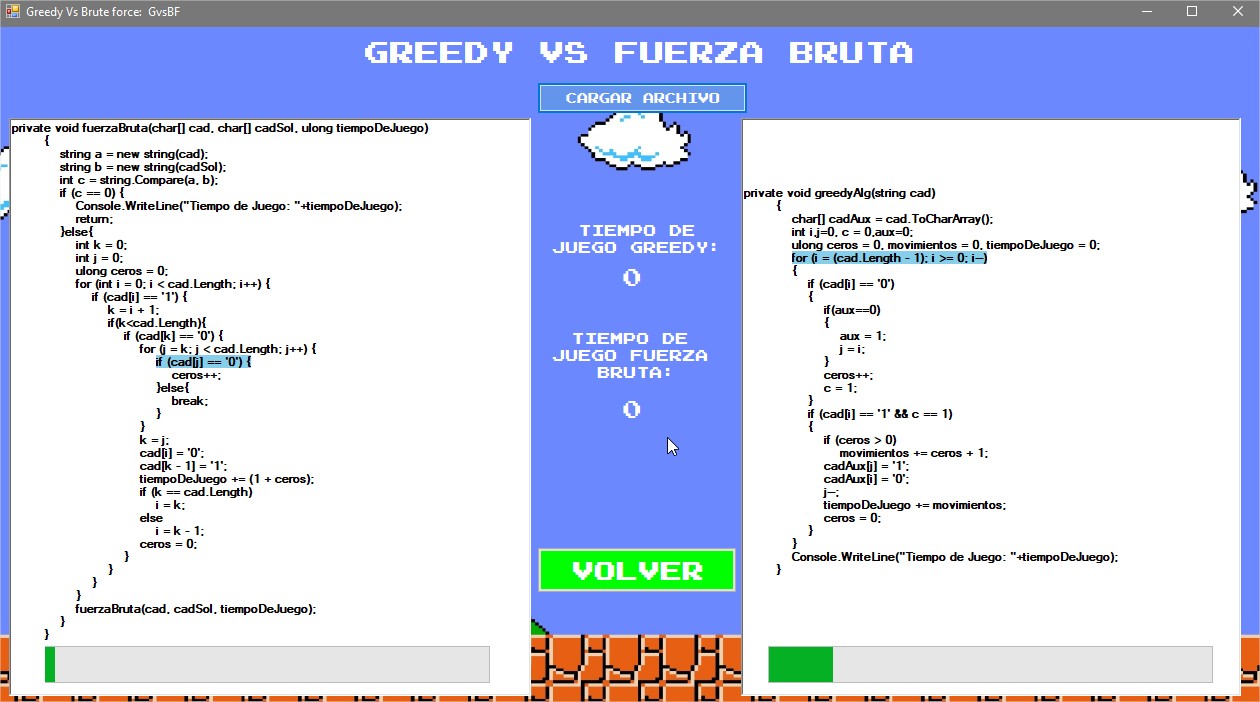 Greedy Vs Brute force: GvsBF
GREEDY VS FUERZA BRUTA
CARGAR ARCHIVO
private void fuerzaBruta(char[] cad, char[] cadSol, ulong tiempoDeJuego)
{
string a = new string(cad);
string b = new string(cadSol);
int c = string.Compare(a, b);
if (c == 0) {
Console.WriteLine("Tiempo de Juego: "+tiempoDeJuego);
return;
}else{
int k = 0;
int j = 0;
ulong ceros = 0;
for (int i = 0; i < cad.Length; i++) {
if (cad[i] == '1') {
k = i + 1;
if(k<cad.Length){
if (cad[k] == '0') {
for (j = k; j < cad.Length; j++) {
if (cad[j] == '0') {
ceros++;
}else{
break;
}
}
k = j;
cad[i] = '0';
cad[k - 1] = '1';
tiempoDeJuego += (1 + ceros);
if (k == cad.Length)
i = k;
else
i = k - 1;
ceros = 0;
}
}
}
}
fuerzaBruta(cad, cadSol, tiempoDeJuego);
}
}
TIEMPO DE
JUEGO GREEDY:
0
TIEMPO DE
JUEGO FUERZA
BRUTA:
0
VOLVER
private void greedyAlg(string cad)
{
char[] cadAux = cad.ToCharArray();
int i,j=0, c = 0,aux=0;
ulong ceros = 0, movimientos = 0, tiempoDeJuego = 0;
for (i = (cad.Length - 1); i >= 0; i--)
{
if (cad[i] == '0')
{
if(aux==0)
{
aux = 1;
j = i;
}
ceros++;
c = 1;
}
if (cad[i] == '1' && c == 1)
{
if (ceros > 0)
movimientos += ceros + 1;
cadAux[j] = '1';
cadAux[i] = '0';
j--;
tiempoDeJuego += movimientos;
ceros = 0;
}
}
Console.WriteLine("Tiempo de Juego: "+tiempoDeJuego);
}